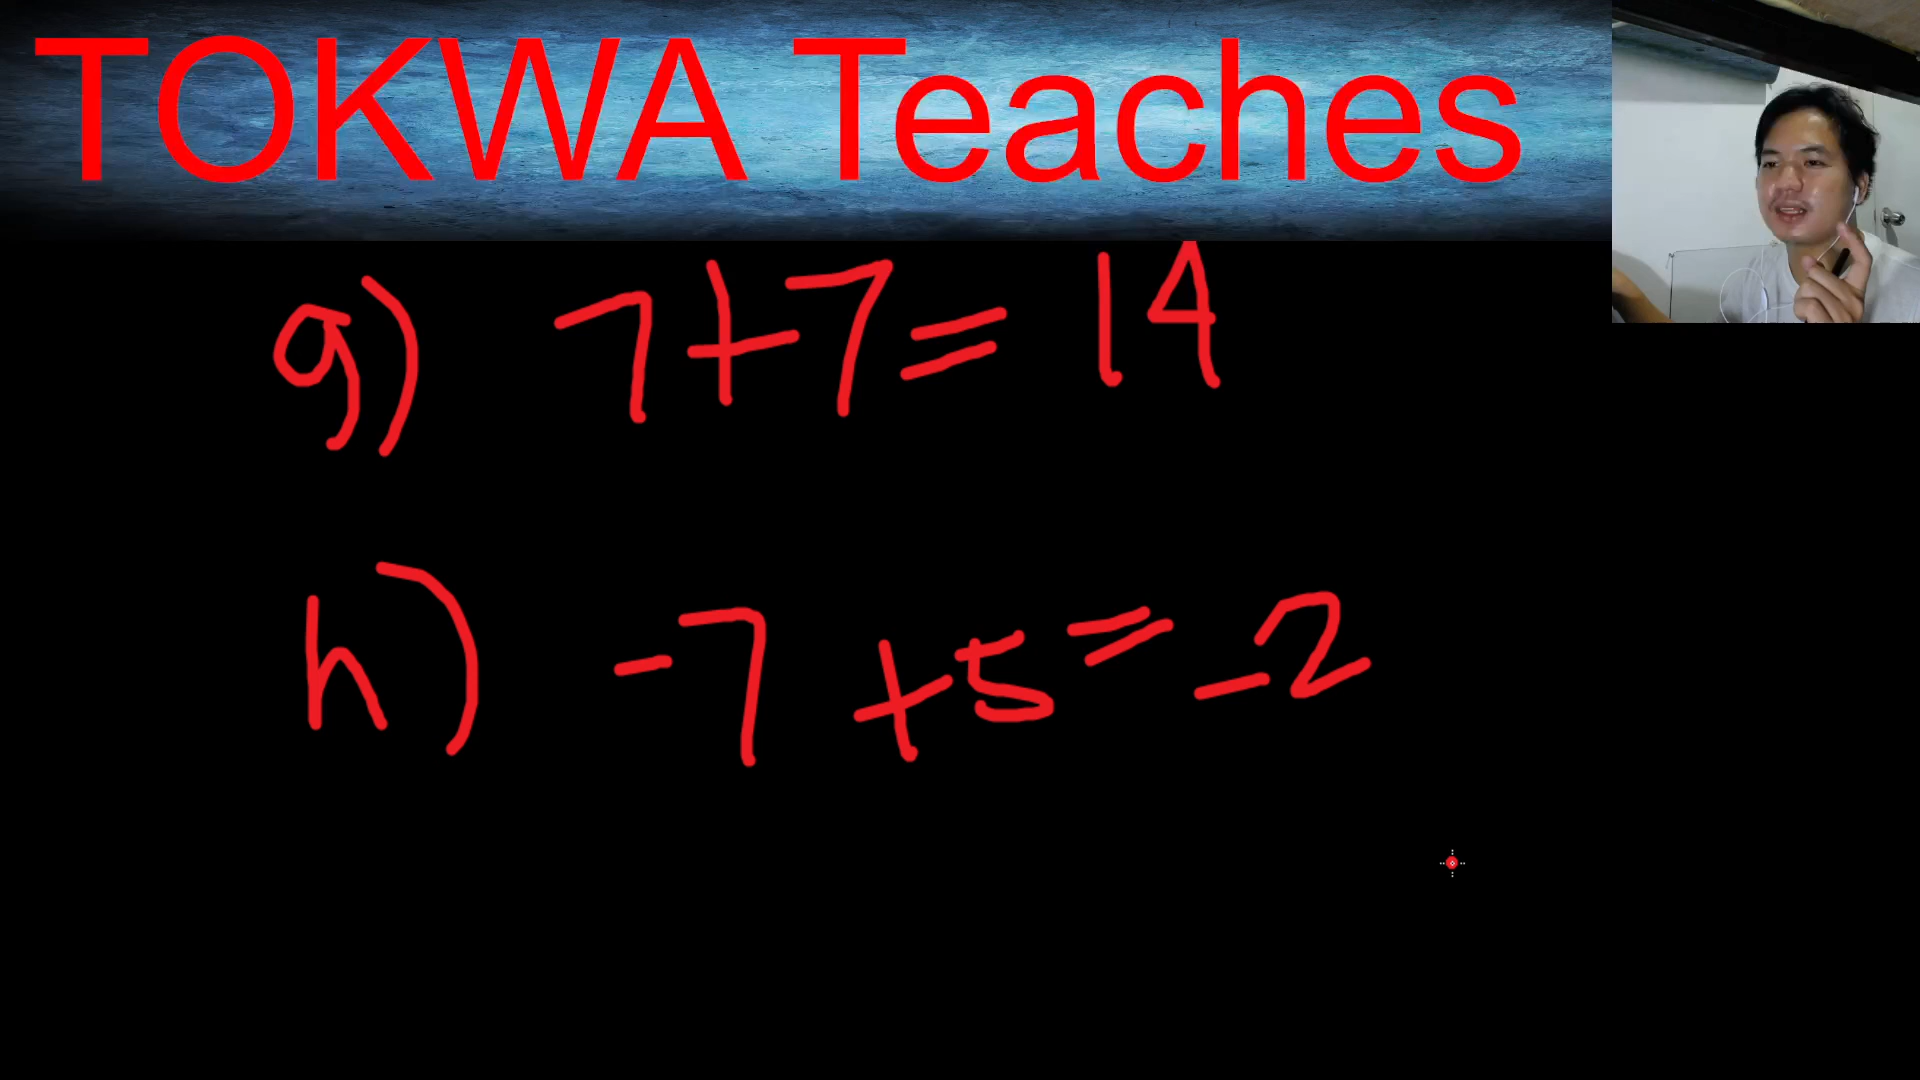 TOKWA Teaches
g) 7+7= 14
h) -7 +5= -2